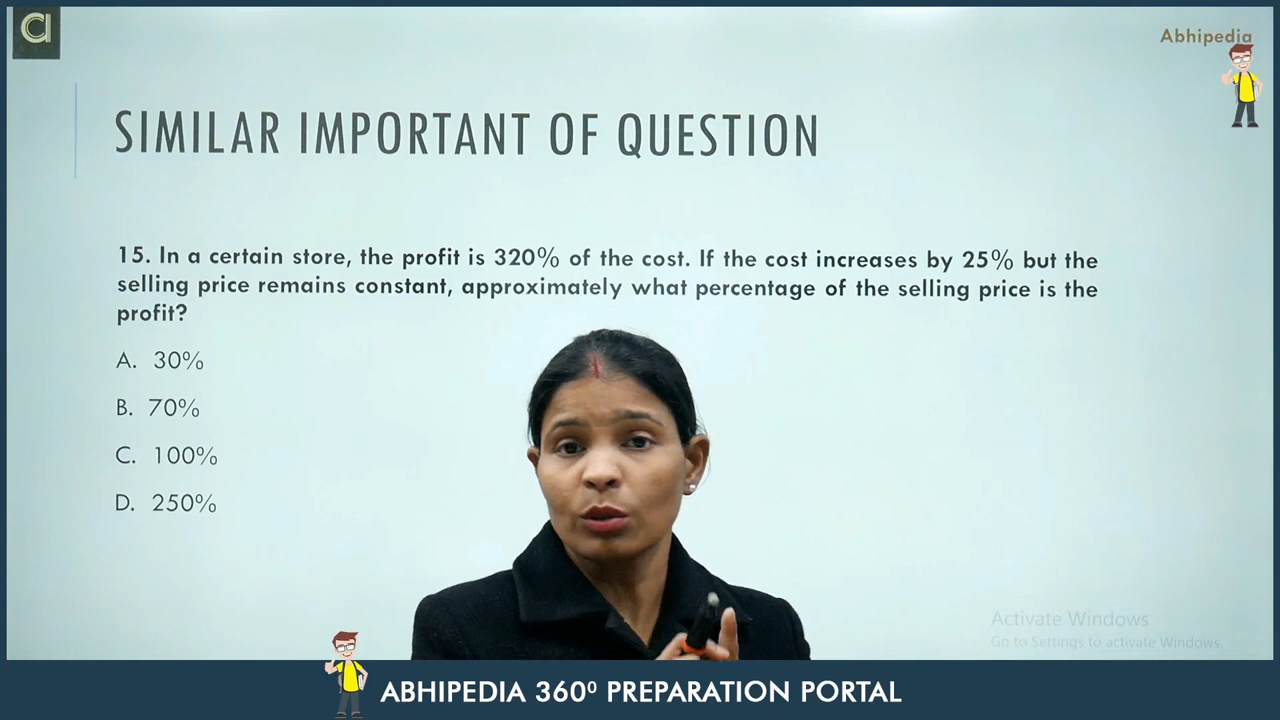 a
Abhipedia
SIMILAR IMPORTANT OF QUESTION
15. In a certain store, the profit is 320% of the cost. If the cost increases by 25% but the
selling price remains constant, approximately what percentage of the selling price is the
profit?
A. 30%
B. 70%
C. 100%
D. 250%
Activate Windows
Go to Settings to activate Windows.
ABHIPEDIA 360⁰ PREPARATION PORTAL